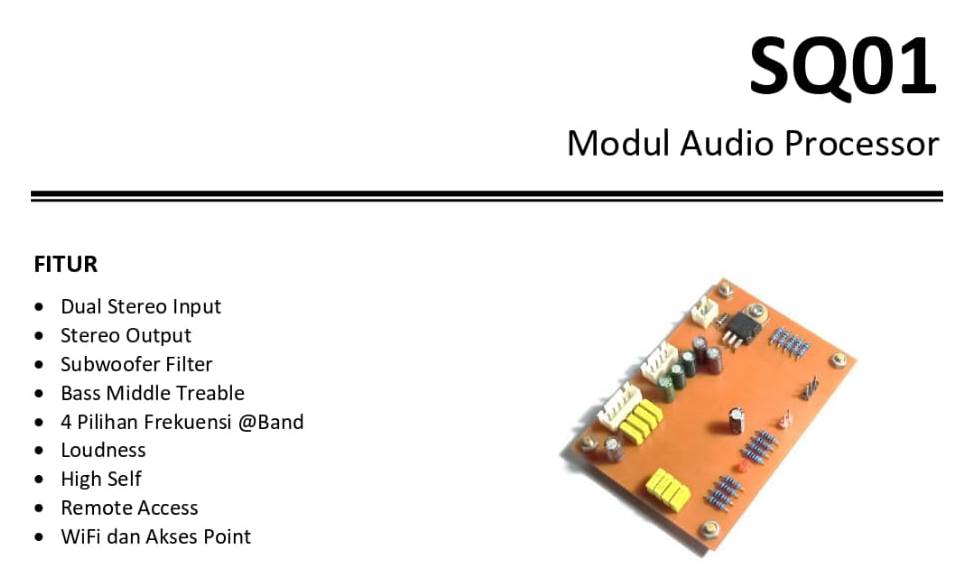 SQ01
Modul Audio Processor
FITUR
• Dual Stereo Input
• Stereo Output
• Subwoofer Filter
• Bass Middle Treable
• 4 Pilihan Frekuensi @Band
• Loudness
• High Self
• Remote Access
• WiFi dan Akses Point